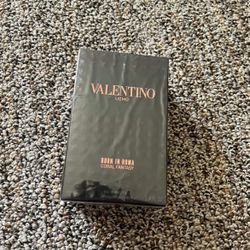 VALENTINO
UOMO
BORN IN ROMA
CORAL FANTASY